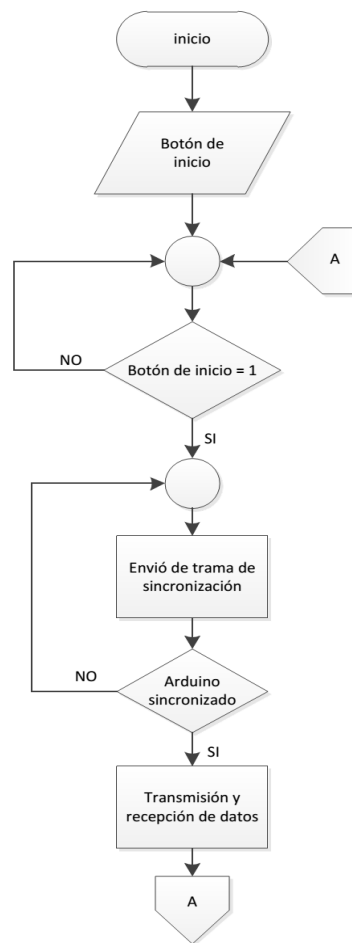 inicio
Botón de
inicio
A
Botón de inicio = 1
NO
SI
Envió de trama de
sincronización
Arduino
sincronizado
NO
SI
Transmisión y
recepción de datos
A